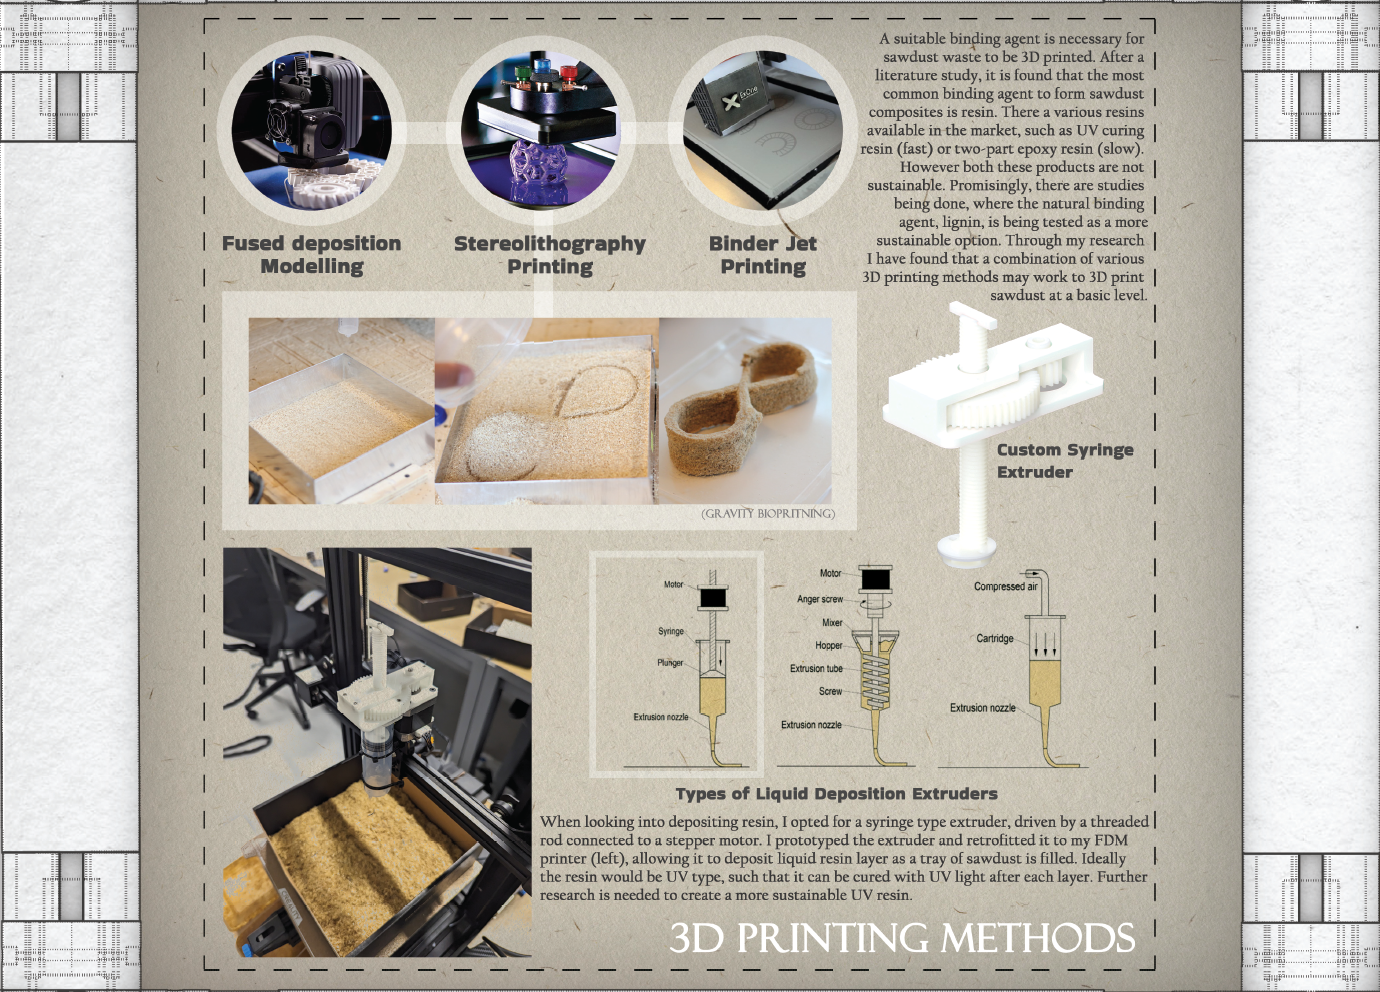 A suitable binding agent is necessary for
sawdust waste to be 3D printed. After a
literature study, it is found that the most
common binding agent to form sawdust
composites is resin. There a various resins
available in the market, such as UV curing
resin (fast) or two-part epoxy resin (slow).
However both these products are not
sustainable. Promisingly, there are studies
being done, where the natural binding
agent, lignin, is being tested as a more
sustainable option. Through my research
I have found that a combination of various
3D printing methods may work to 3D print
sawdust at a basic level.
ExOne
Fused deposition
Modelling
Stereolithography
Printing
Binder Jet
Printing
(GRAVITY BIOPRITNING)
Custom Syringe
Extruder
Motor
Syringe
Plunger
Extrusion nozzle
Motor
Anger screw
Mixer
Hopper
Extrusion tube
Screw
Extrusion nozzle
Compressed air
Cartridge
Extrusion nozzle
Types of Liquid Deposition Extruders
When looking into depositing resin, I opted for a syringe type extruder, driven by a threaded
rod connected to a stepper motor. I prototyped the extruder and retrofitted it to my FDM
printer (left), allowing it to deposit liquid resin layer as a tray of sawdust is filled. Ideally
the resin would be UV type, such that it can be cured with UV light after each layer. Further
research is needed to create a more sustainable UV resin.
3D PRINTING METHODS